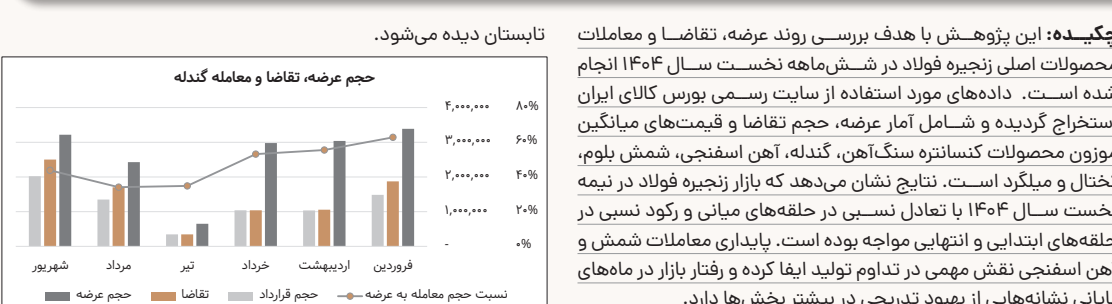 چکیده: این پژوهش با هدف بررسی روند عرضه، تقاضا و معاملات
محصولات اصلی زنجیره فولاد در شش‌ماهه نخست سال ۱۴۰۴ انجام
شده است. داده‌های مورد استفاده از سایت رسمی بورس کالای ایران
استخراج گردیده و شامل آمار عرضه، حجم تقاضا و قیمت‌های میانگین
موزون محصولات کنسانتره سنگ‌آهن، گندله، آهن اسفنجی، شمش بلوم،
تختال و میلگرد است. نتایج نشان می‌دهد که بازار زنجیره فولاد در نیمه
نخست سال ۱۴۰۴ با تعادل نسبی در حلقه‌های میانی و رکود نسبی در
حلقه‌های ابتدایی و انتهایی مواجه بوده است. پایداری معاملات شمش و
آهن اسفنجی نقش مهمی در تداوم تولید ایفا کرده و رفتار بازار در ماه‌های
پایانی نشانه‌هایی از بهبود تدریجی در بیشتر بخش‌ها دارد.
تابستان دیده می‌شود.
حجم عرضه، تقاضا و معامله گندله
۸۰% ۴,۰۰۰,۰۰۰
۶۰% ۳,۰۰۰,۰۰۰
۴۰% ۲,۰۰۰,۰۰۰
۲۰% ۱,۰۰۰,۰۰۰
۰% -
فروردین اردیبهشت خرداد تیر مرداد شهریور
نسبت حجم معامله به عرضه حجم قرارداد تقاضا حجم عرضه